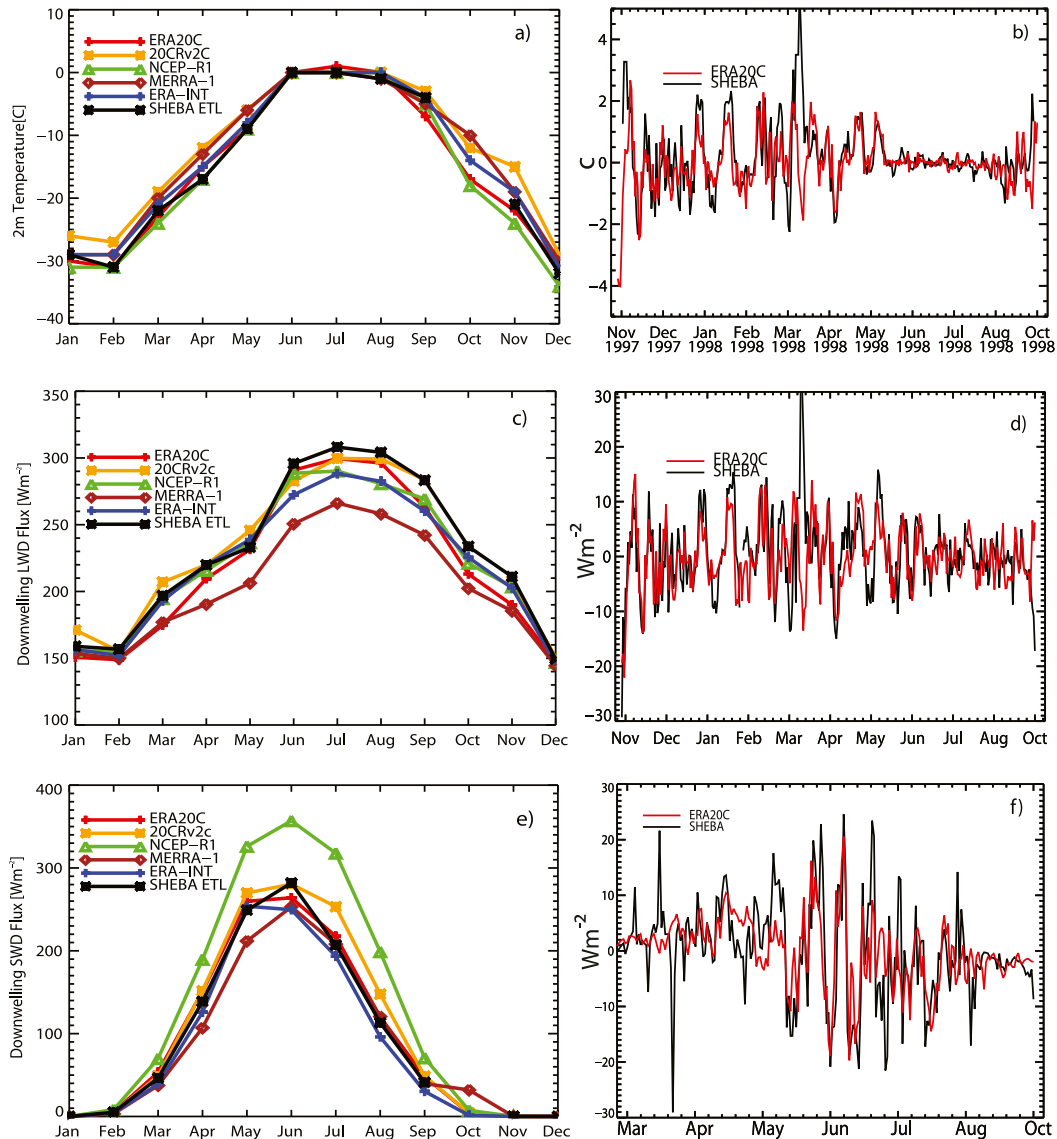 a)
2m Temperature[C]
10
0
−10
−20
−30
−40
ERA20C
20CRv2C
NCEP−R1
MERRA−1
ERA−INT
SHEBA ETL
Jan Feb Mar Apr May Jun Jul Aug Sep Oct Nov Dec
b)
C
4
2
0
−2
−4
ERA20C
SHEBA
Nov Dec Jan Feb Mar Apr May Jun Jul Aug Oct
1997 1997 1998 1998 1998 1998 1998 1998 1998 1998 1998
c)
Downwelling LWD Flux [Wm⁻²]
350
300
250
200
150
100
ERA20C
20CRv2c
NCEP−R1
MERRA−1
ERA−INT
SHEBA ETL
Jan Feb Mar Apr May Jun Jul Aug Sep Oct Nov Dec
d)
Wm⁻²
30
20
10
0
−10
−20
−30
ERA20C
SHEBA
Nov Dec Jan Feb Mar Apr May Jun Jul Aug Oct
e)
Downwelling SWD Flux [Wm⁻²]
400
300
200
100
0
ERA20C
20CRv2c
NCEP−R1
MERRA−1
ERA−INT
SHEBA ETL
Jan Feb Mar Apr May Jun Jul Aug Sep Oct Nov Dec
f)
Wm⁻²
30
20
10
0
−10
−20
−30
ERA20C
SHEBA
Mar Apr May Jun Jul Aug Oct